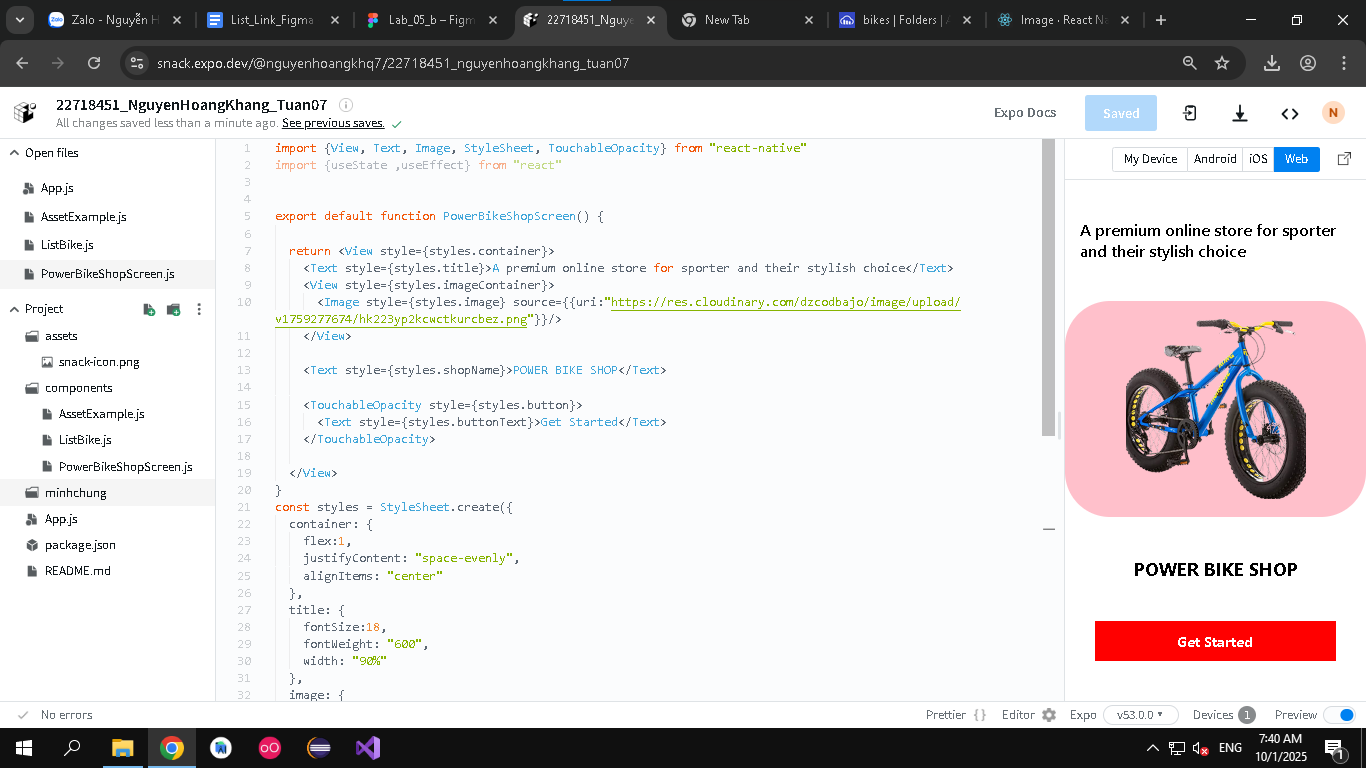 Zalo - Nguyễn H
List_Link_Figma
Lab_05_b – Figm
22718451_Nguye
New Tab
bikes | Folders | A
Image · React Na
snack.expo.dev/@nguyenhoangkhq7/22718451_nguyenhoangkhang_tuan07
22718451_NguyenHoangKhang_Tuan07
All changes saved less than a minute ago. See previous saves.
Expo Docs
Saved
N
Open files
App.js
AssetExample.js
ListBike.js
PowerBikeShopScreen.js
Project
assets
snack-icon.png
components
AssetExample.js
ListBike.js
PowerBikeShopScreen.js
minhchung
App.js
package.json
README.md
1 import {View, Text, Image, StyleSheet, TouchableOpacity} from "react-native"
2 import {useState ,useEffect} from "react"
3
4
5 export default function PowerBikeShopScreen() {
6
7 return <View style={styles.container}>
8 <Text style={styles.title}>A premium online store for sporter and their stylish choice</Text>
9 <View style={styles.imageContainer}>
10 <Image style={styles.image} source={{uri:"https://res.cloudinary.com/dzcodbajo/image/upload/
v1759277674/hk223yp2kcwctkurcbez.png"}}/>
11 </View>
12
13 <Text style={styles.shopName}>POWER BIKE SHOP</Text>
14
15 <TouchableOpacity style={styles.button}>
16 <Text style={styles.buttonText}>Get Started</Text>
17 </TouchableOpacity>
18
19 </View>
20 }
21 const styles = StyleSheet.create({
22 container: {
23 flex:1,
24 justifyContent: "space-evenly",
25 alignItems: "center"
26 },
27 title: {
28 fontSize:18,
29 fontWeight: "600",
30 width: "90%"
31 },
32 image: {
My Device
Android
iOS
Web
A premium online store for sporter
and their stylish choice
POWER BIKE SHOP
Get Started
No errors
Prettier {}
Editor
Expo
v53.0.0
Devices 1
Preview
ENG
7:40 AM
10/1/2025
1